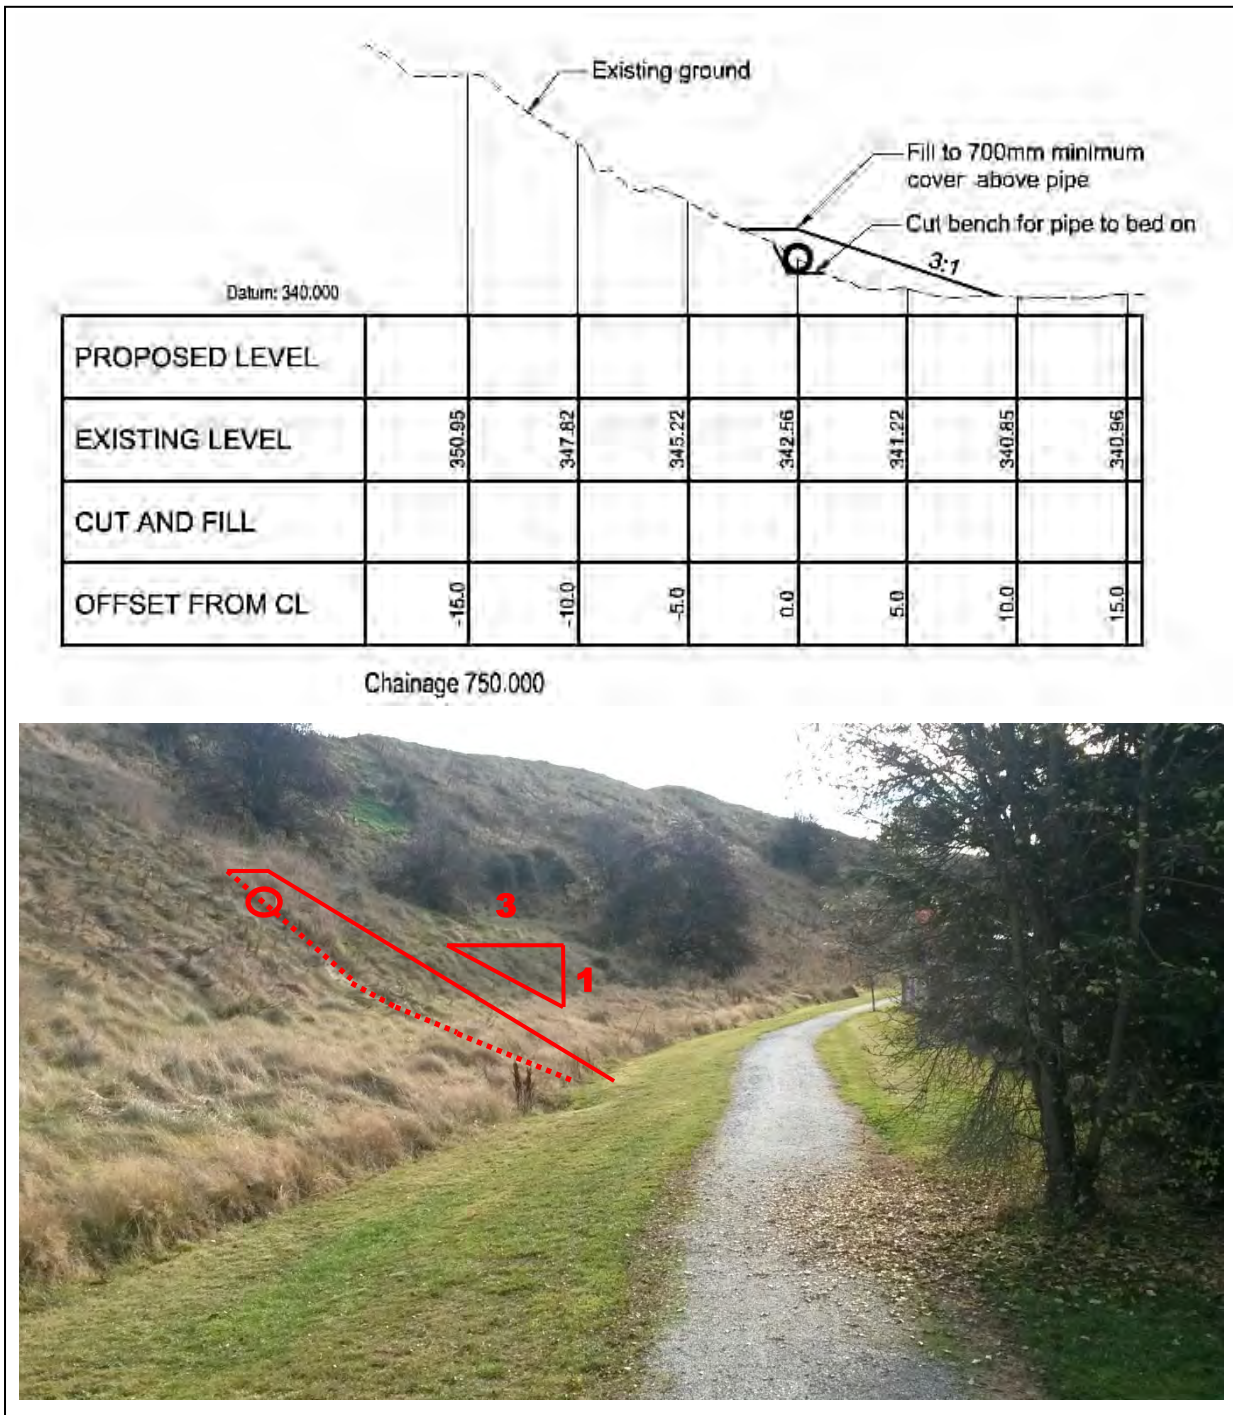 Existing ground
Fill to 700mm minimum
cover above pipe
Cut bench for pipe to bed on
3:1
Datum: 340.000
PROPOSED LEVEL
EXISTING LEVEL 350.95 347.82 345.22 342.56 341.22 340.85 340.96
CUT AND FILL
OFFSET FROM CL -15.0 -10.0 -5.0 0.0 5.0 10.0 15.0
Chainage 750.000
3
1